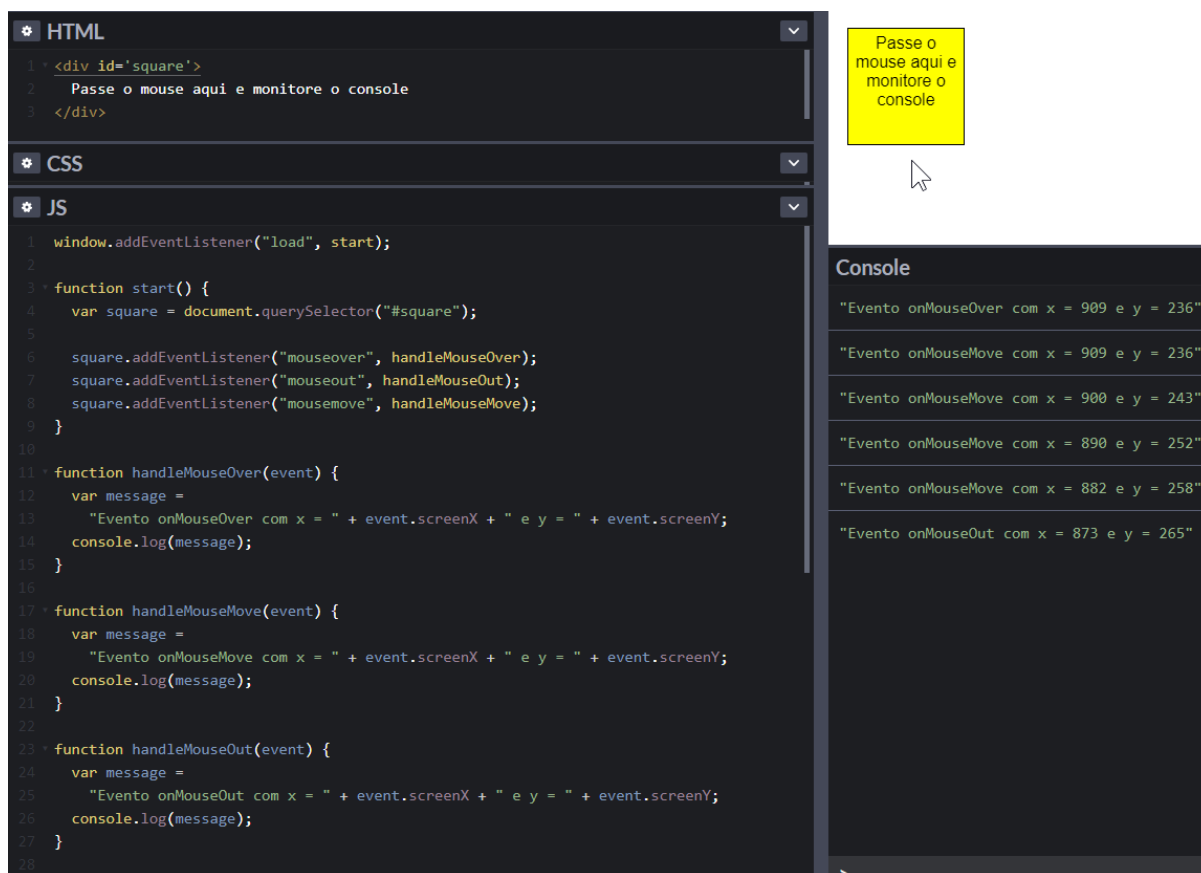 HTML
1 <div id='square'>
2 Passe o mouse aqui e monitore o console
3 </div>
CSS
JS
1 window.addEventListener("load", start);
2
3 function start() {
4 var square = document.querySelector("#square");
5
6 square.addEventListener("mouseover", handleMouseOver);
7 square.addEventListener("mouseout", handleMouseOut);
8 square.addEventListener("mousemove", handleMouseMove);
9 }
10
11 function handleMouseOver(event) {
12 var message =
13 "Evento onMouseOver com x = " + event.screenX + " e y = " + event.screenY;
14 console.log(message);
15 }
16
17 function handleMouseMove(event) {
18 var message =
19 "Evento onMouseMove com x = " + event.screenX + " e y = " + event.screenY;
20 console.log(message);
21 }
22
23 function handleMouseOut(event) {
24 var message =
25 "Evento onMouseOut com x = " + event.screenX + " e y = " + event.screenY;
26 console.log(message);
27 }
28
Passe o
mouse aqui e
monitore o
console
Console
"Evento onMouseOver com x = 909 e y = 236"
"Evento onMouseMove com x = 909 e y = 236"
"Evento onMouseMove com x = 900 e y = 243"
"Evento onMouseMove com x = 890 e y = 252"
"Evento onMouseMove com x = 882 e y = 258"
"Evento onMouseOut com x = 873 e y = 265"